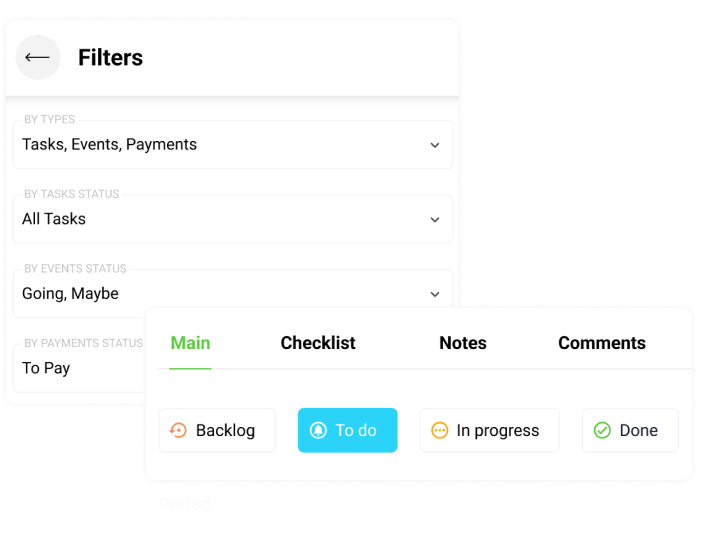 Filters
BY TYPES
Tasks, Events, Payments
BY TASKS STATUS
All Tasks
BY EVENTS STATUS
Going, Maybe
BY PAYMENTS STATUS
To Pay
Main Checklist Notes Comments
Backlog To do In progress Done
Period